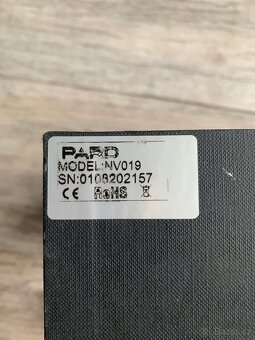 PARD
MODEL:NV019
SN:0108202157
CE RoHS